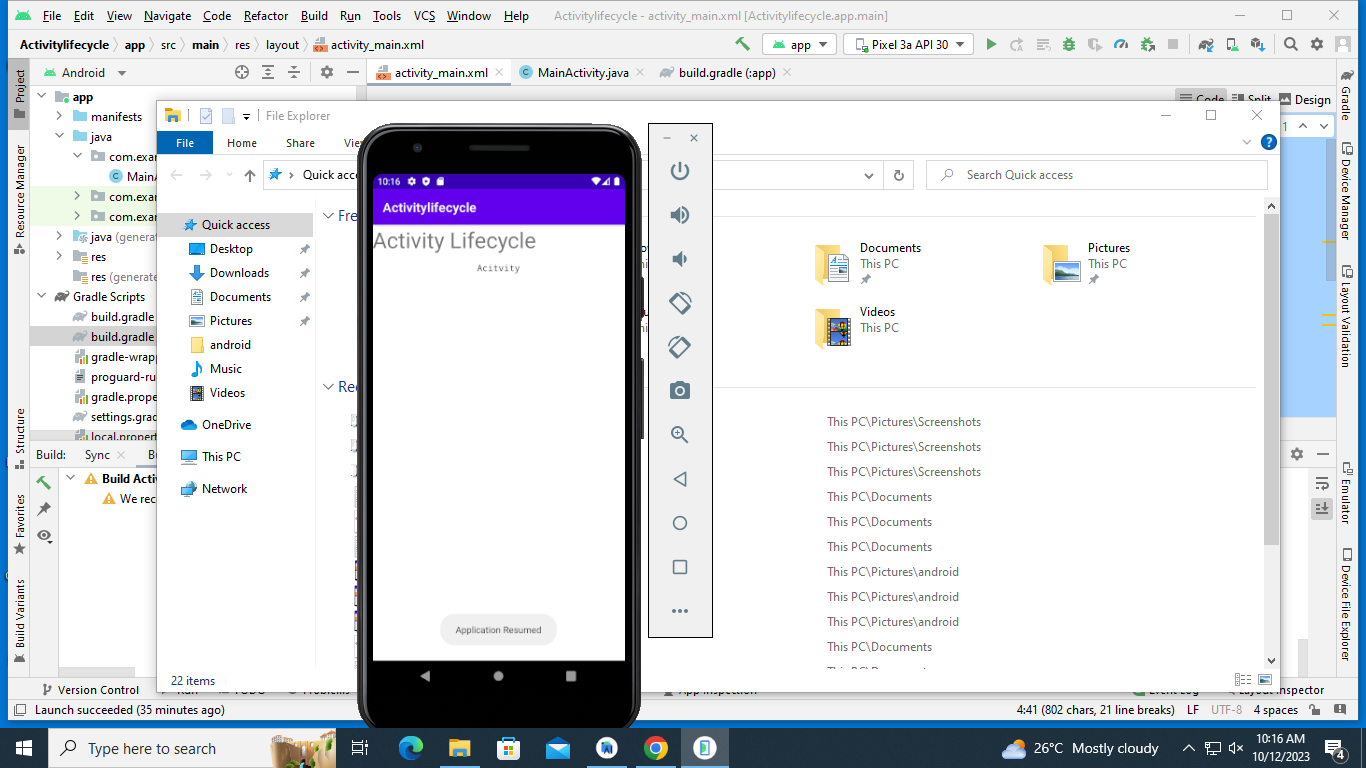 File Edit View Navigate Code Refactor Build Run Tools VCS Window Help Activitylifecycle - activity_main.xml [Activitylifecycle.app.main]
Activitylifecycle app src main res layout activity_main.xml app Pixel 3a API 30
Project
Android activity_main.xml MainActivity.java build.gradle (:app)
app
manifests
java
com.exa
MainA
com.exa
com.exa
java (generate
res
res (generate
Gradle Scripts
build.gradle
build.gradle
gradle-wrapp
proguard-ru
gradle.prope
settings.grad
local.propert
Code Split Design
1
Resource Manager
Structure
Favorites
Build Variants
Gradle
Device Manager
Layout Validation
Emulator
Device File Explorer
File Explorer
File Home Share Vie
Quick acce
Search Quick access
Quick access
Desktop
Downloads
Documents
Pictures
android
Music
Videos
OneDrive
This PC
Network
Fre
Documents
This PC
Pictures
This PC
Videos
This PC
Rec
This PC\Pictures\Screenshots
This PC\Pictures\Screenshots
This PC\Pictures\Screenshots
This PC\Documents
This PC\Documents
This PC\Documents
This PC\Pictures\android
This PC\Pictures\android
This PC\Pictures\android
This PC\Documents
22 items
10:16
Activitylifecycle
Activity Lifecycle
Acitvity
Application Resumed
Build: Sync Bu
Build Activ
We reco
Version Control Run TODO Problems App Inspection Event Log Layout Inspector
Launch succeeded (35 minutes ago) 4:41 (802 chars, 21 line breaks) LF UTF-8 4 spaces
Type here to search
26°C Mostly cloudy
10:16 AM
10/12/2023
4